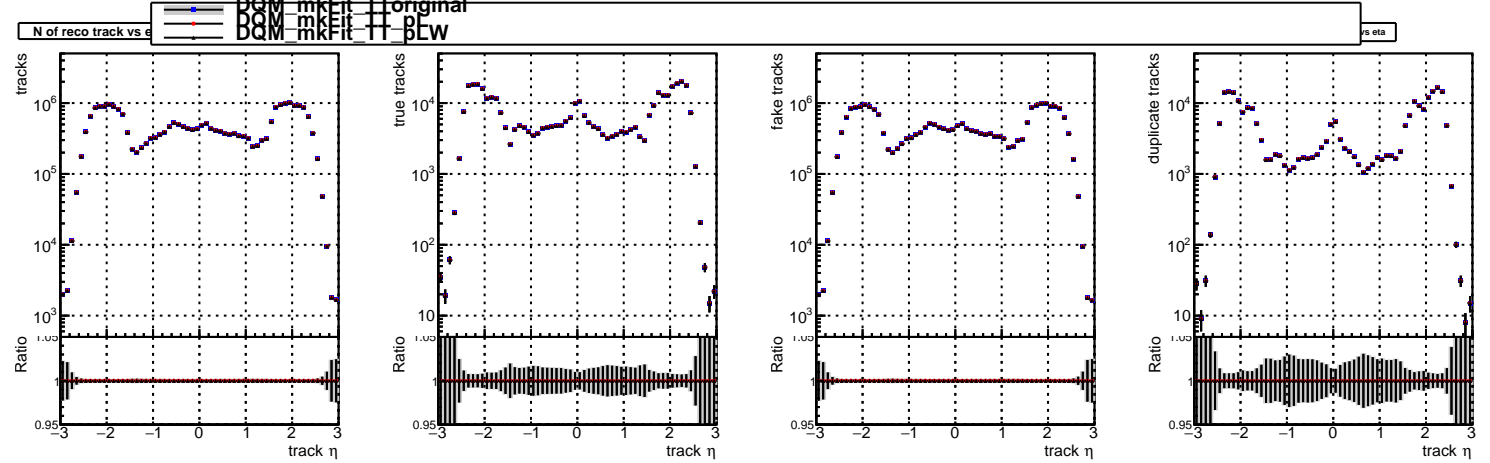 DQM_mkFit_TToriginal
DQM_mkFit_TT_pF
DQM_mkFit_TT_pLW
N of reco track vs
vs eta
tracks
10⁶
10⁵
10⁴
10³
Ratio
1.05
1
0.95
−3 −2 −1 0 1 2 3
track η
true tracks
10⁴
10³
10²
10
Ratio
1.05
1
0.95
−3 −2 −1 0 1 2 3
track η
fake tracks
10⁶
10⁵
10⁴
10³
Ratio
1.05
1
0.95
−3 −2 −1 0 1 2 3
track η
duplicate tracks
10⁴
10³
10²
10
Ratio
1.05
1
0.95
−3 −2 −1 0 1 2 3
track η